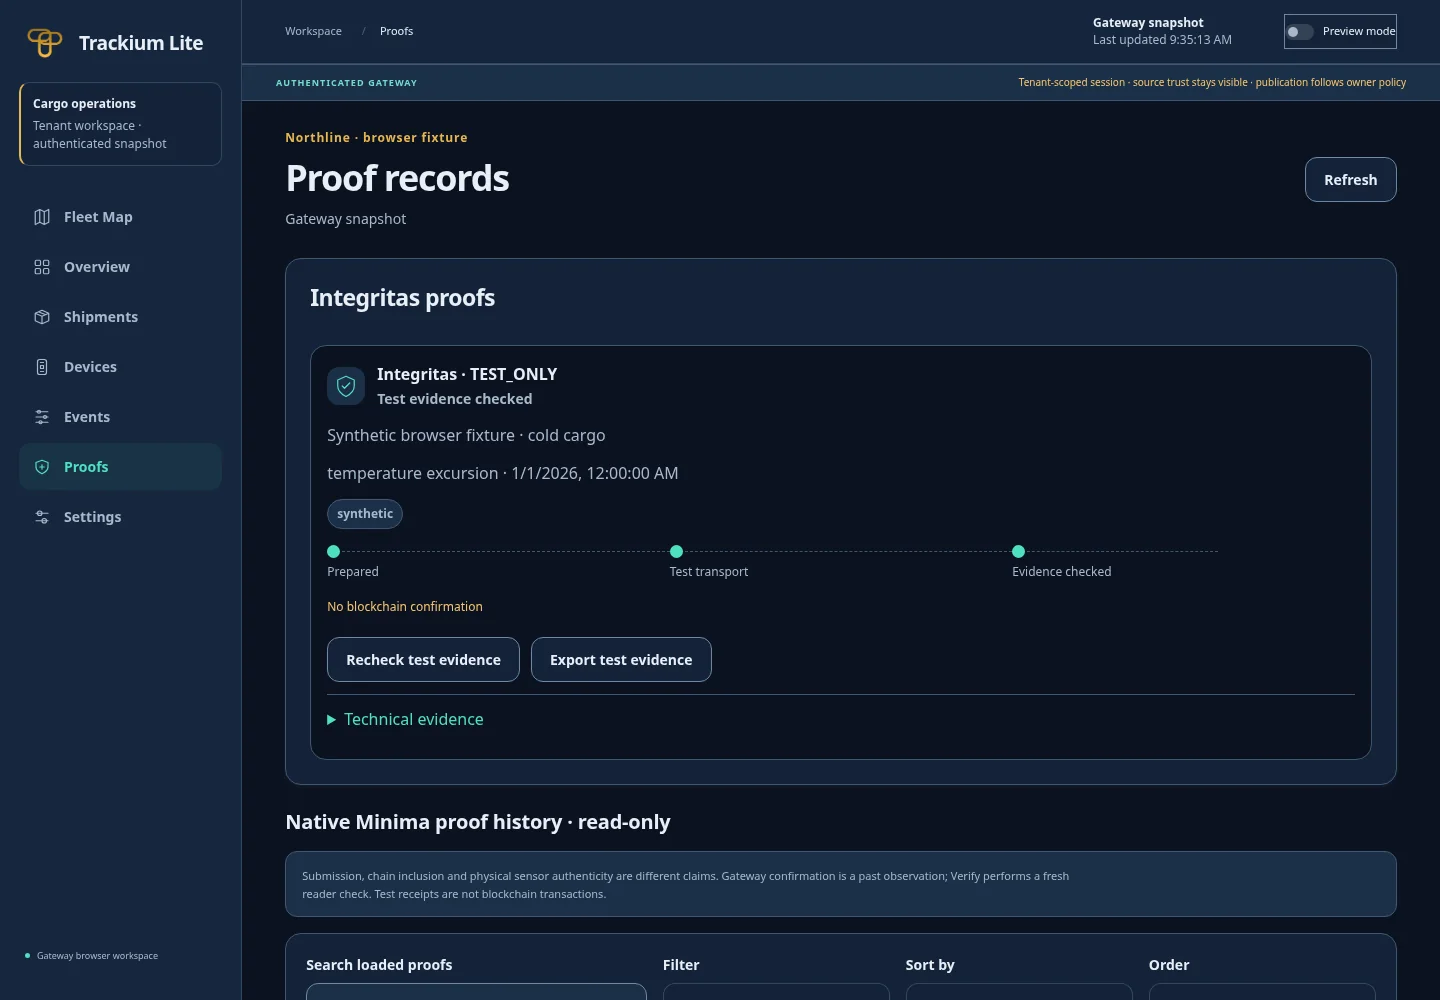 Trackium Lite
Cargo operations
Tenant workspace ·
authenticated snapshot
Fleet Map
Overview
Shipments
Devices
Events
Proofs
Settings
Gateway browser workspace
Workspace / Proofs
Gateway snapshot
Last updated 9:35:13 AM
Preview mode
AUTHENTICATED GATEWAY
Tenant-scoped session · source trust stays visible · publication follows owner policy
Northline · browser fixture
Proof records
Gateway snapshot
Refresh
Integritas proofs
Integritas · TEST_ONLY
Test evidence checked
Synthetic browser fixture · cold cargo
temperature excursion · 1/1/2026, 12:00:00 AM
synthetic
Prepared
Test transport
Evidence checked
No blockchain confirmation
Recheck test evidence
Export test evidence
Technical evidence
Native Minima proof history · read-only
Submission, chain inclusion and physical sensor authenticity are different claims. Gateway confirmation is a past observation; Verify performs a fresh
reader check. Test receipts are not blockchain transactions.
Search loaded proofs
Filter
Sort by
Order